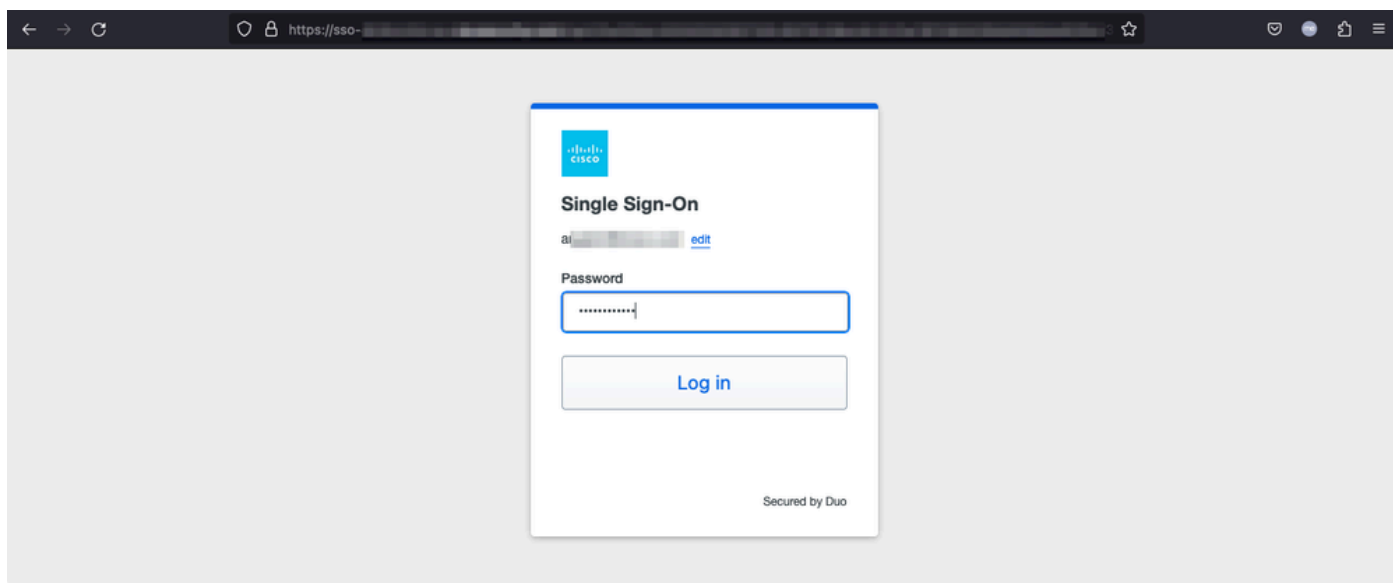 https://sso-
CISCO
Single Sign-On
edit
Password
Log in
Secured by Duo